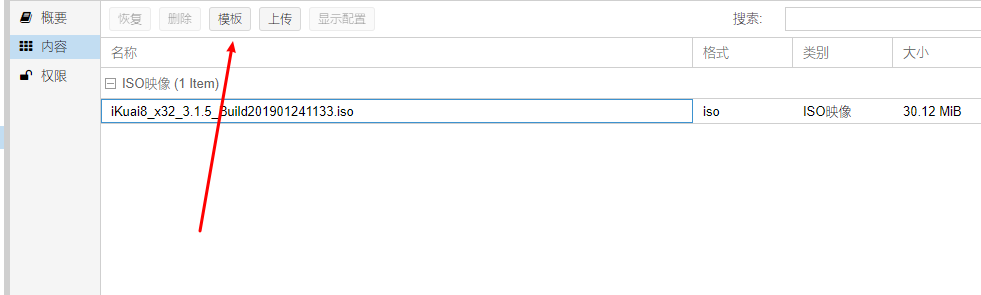 概要
内容
权限
恢复 删除 模板 上传 显示配置 搜索:
名称 格式 类别 大小
ISO映像 (1 Item)
iKuai8_x32_3.1.5_Build201901241133.iso iso ISO映像 30.12 MiB